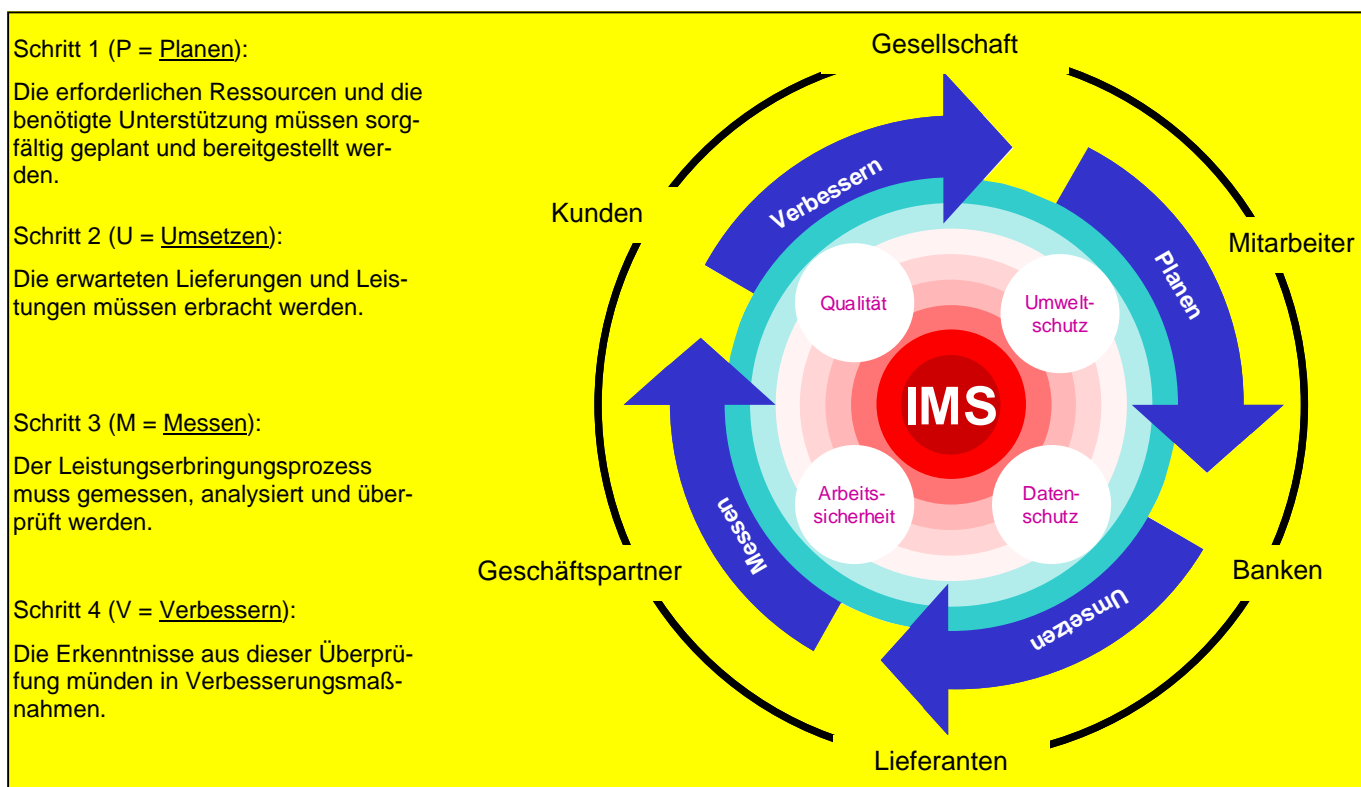 Schritt 1 (P = Planen):
Die erforderlichen Ressourcen und die
benötigte Unterstützung müssen sorg-
fältig geplant und bereitgestellt wer-
den.
Schritt 2 (U = Umsetzen):
Die erwarteten Lieferungen und Leis-
tungen müssen erbracht werden.
Schritt 3 (M = Messen):
Der Leistungserbringungsprozess
muss gemessen, analysiert und über-
prüft werden.
Schritt 4 (V = Verbessern):
Die Erkenntnisse aus dieser Überprü-
fung münden in Verbesserungsmaß-
nahmen.
Gesellschaft
Kunden
Mitarbeiter
Geschäftspartner
Banken
Lieferanten
Verbessern
Planen
Messen
Umsetzen
Qualität
Umwelt-
schutz
IMS
Arbeits-
sicherheit
Daten-
schutz